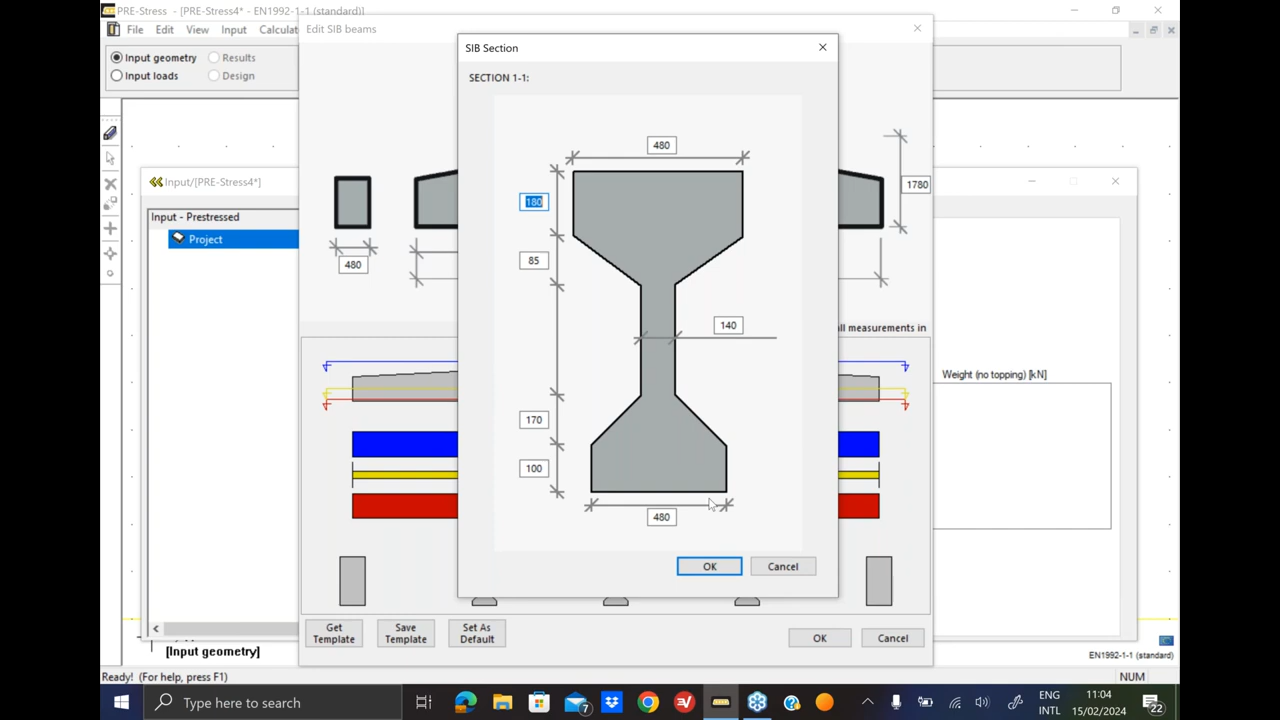 PRE-Stress - [PRE-Stress4* - EN1992-1-1 (standard)]
File Edit View Input Calculat
Input geometry Results
Input loads Design
Edit SIB beams
SIB Section
SECTION 1-1:
480
180
85
140
170
100
480
OK Cancel
1780
480
all measurements in
Input/[PRE-Stress4*]
Input - Prestressed
Project
Weight (no topping) [kN]
Get Template
Save Template
Set As Default
OK Cancel
[Input geometry]
EN1992-1-1 (standard)
Ready! (For help, press F1)
NUM
Type here to search
7
ENG
INTL
11:04
15/02/2024
22